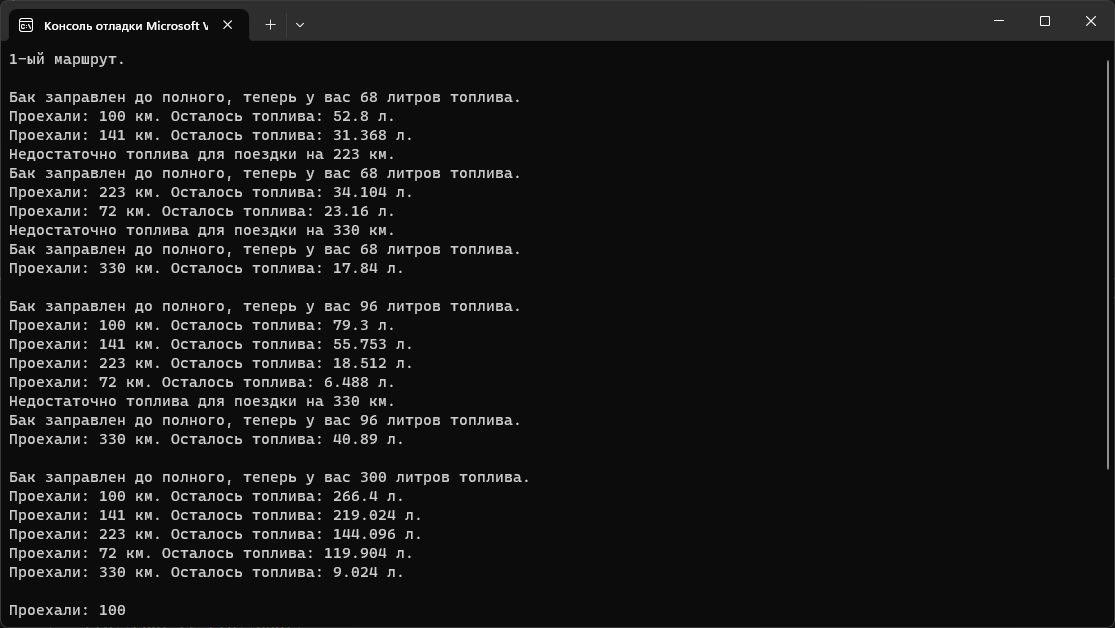 Консоль отладки Microsoft V
1-ый маршрут.
Бак заправлен до полного, теперь у вас 68 литров топлива.
Проехали: 100 км. Осталось топлива: 52.8 л.
Проехали: 141 км. Осталось топлива: 31.368 л.
Недостаточно топлива для поездки на 223 км.
Бак заправлен до полного, теперь у вас 68 литров топлива.
Проехали: 223 км. Осталось топлива: 34.104 л.
Проехали: 72 км. Осталось топлива: 23.16 л.
Недостаточно топлива для поездки на 330 км.
Бак заправлен до полного, теперь у вас 68 литров топлива.
Проехали: 330 км. Осталось топлива: 17.84 л.
Бак заправлен до полного, теперь у вас 96 литров топлива.
Проехали: 100 км. Осталось топлива: 79.3 л.
Проехали: 141 км. Осталось топлива: 55.753 л.
Проехали: 223 км. Осталось топлива: 18.512 л.
Проехали: 72 км. Осталось топлива: 6.488 л.
Недостаточно топлива для поездки на 330 км.
Бак заправлен до полного, теперь у вас 96 литров топлива.
Проехали: 330 км. Осталось топлива: 40.89 л.
Бак заправлен до полного, теперь у вас 300 литров топлива.
Проехали: 100 км. Осталось топлива: 266.4 л.
Проехали: 141 км. Осталось топлива: 219.024 л.
Проехали: 223 км. Осталось топлива: 144.096 л.
Проехали: 72 км. Осталось топлива: 119.904 л.
Проехали: 330 км. Осталось топлива: 9.024 л.
Проехали: 100